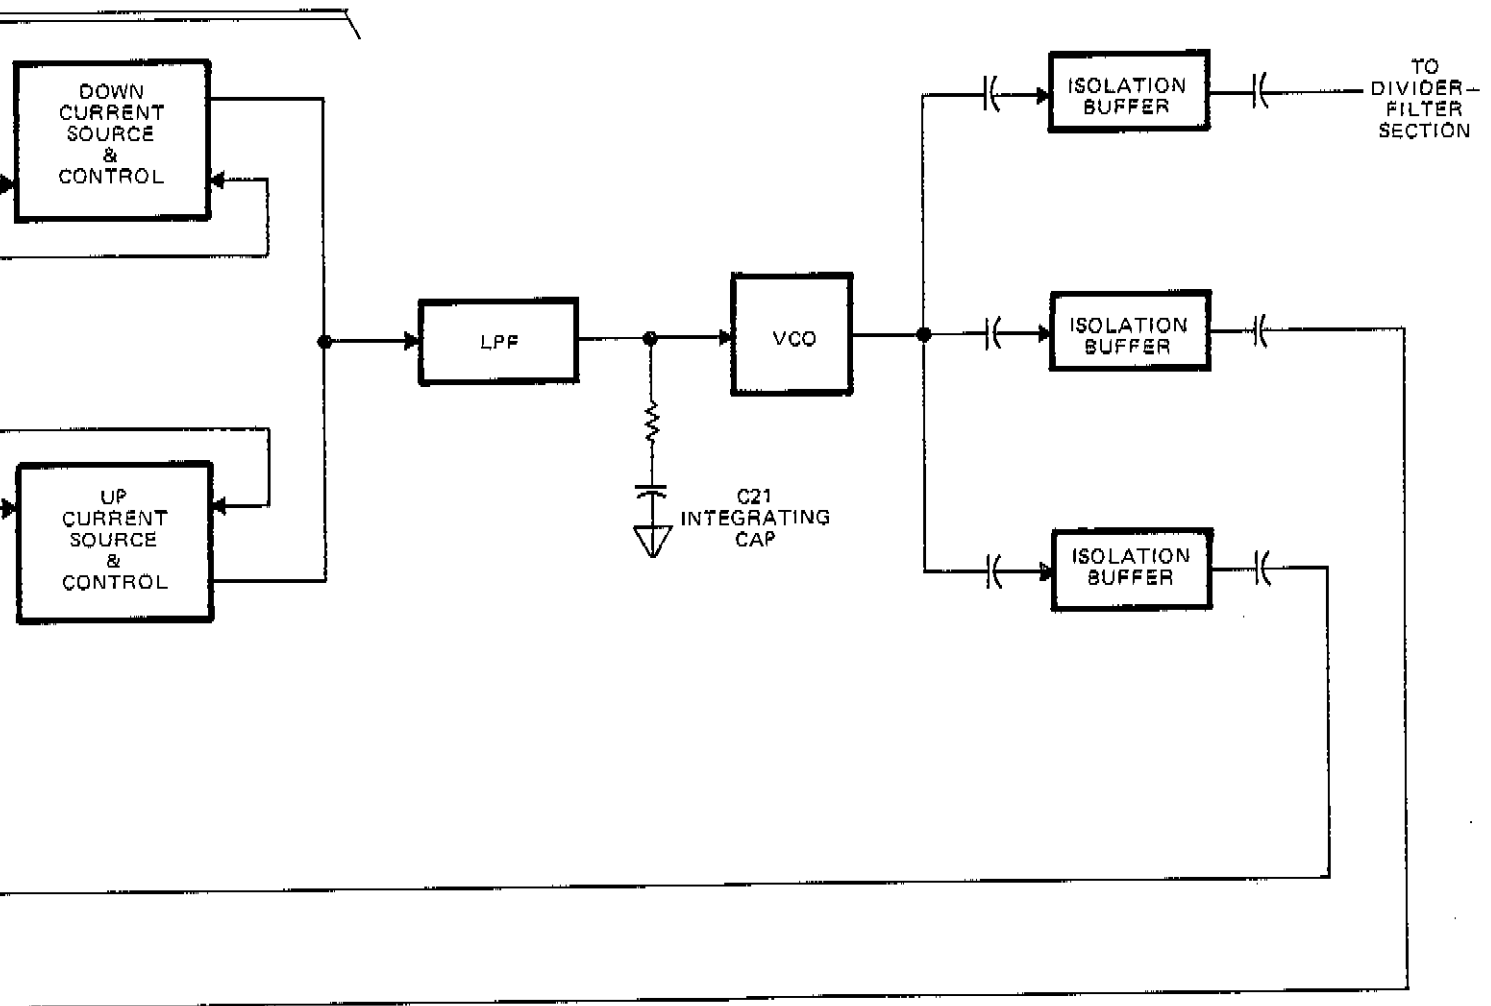 DOWN
CURRENT
SOURCE
&
CONTROL
ISOLATION
BUFFER
TO
DIVIDER–
FILTER
SECTION
LPF
VCO
ISOLATION
BUFFER
UP
CURRENT
SOURCE
&
CONTROL
C21
INTEGRATING
CAP
ISOLATION
BUFFER